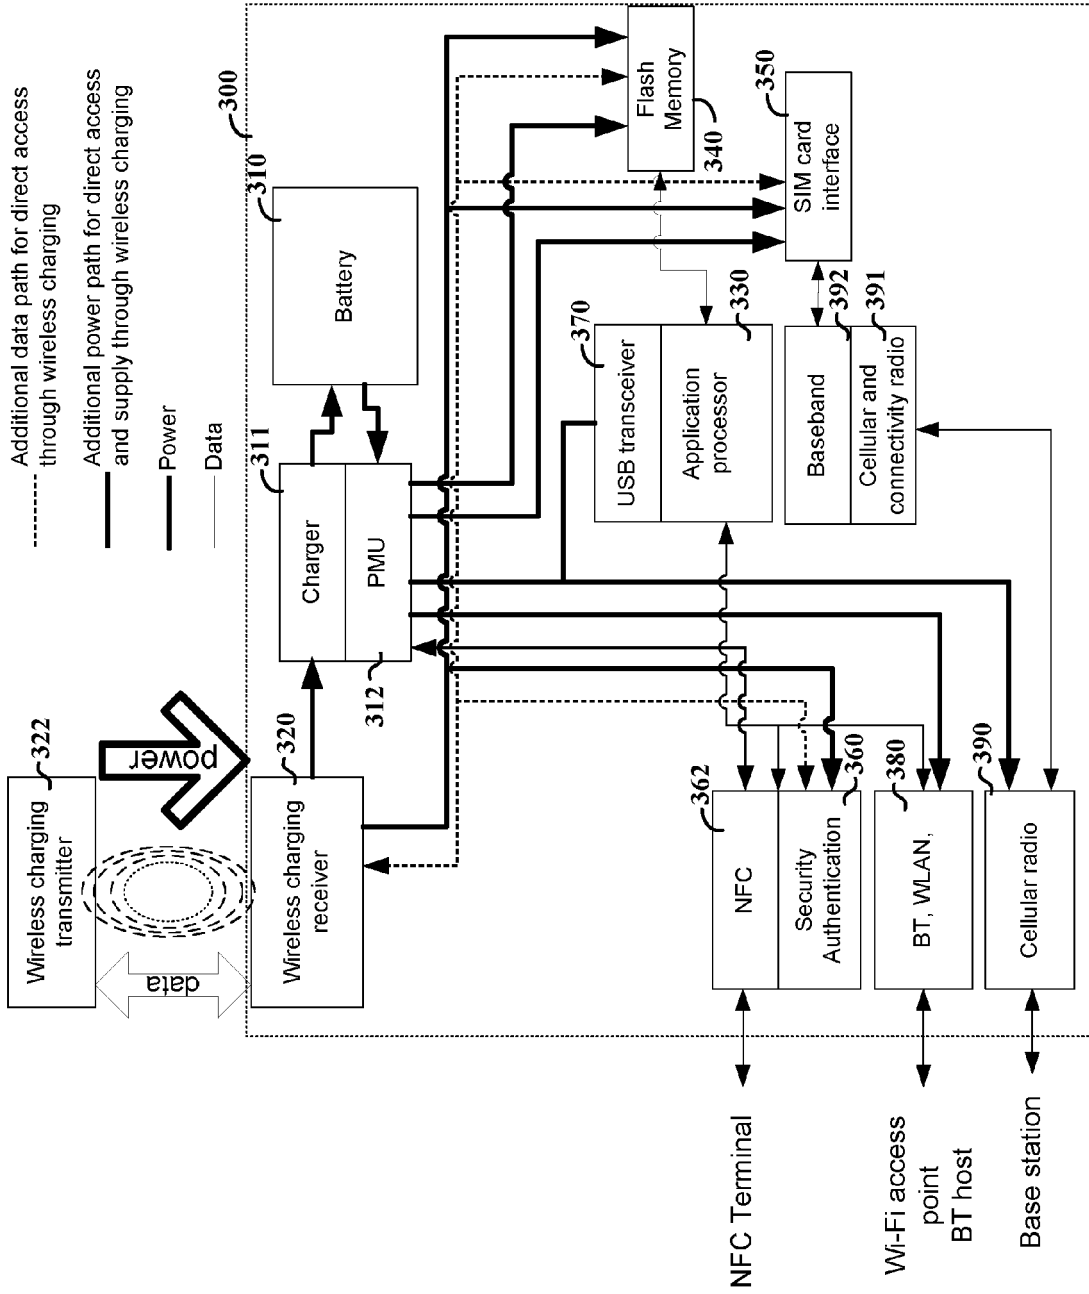 Additional data path for direct access
through wireless charging
Additional power path for direct access
and supply through wireless charging
Power
Data
Wireless charging
transmitter
322
power
data
300
Wireless charging
receiver
320
Charger
311
PMU
312
Battery
310
Flash
Memory
340
SIM card
interface
350
USB transceiver
370
Application
processor
330
Baseband
392
Cellular and
connectivity radio
391
NFC
362
Security
Authentication
360
BT, WLAN,
380
Cellular radio
390
NFC Terminal
Wi-Fi access
point
BT host
Base station